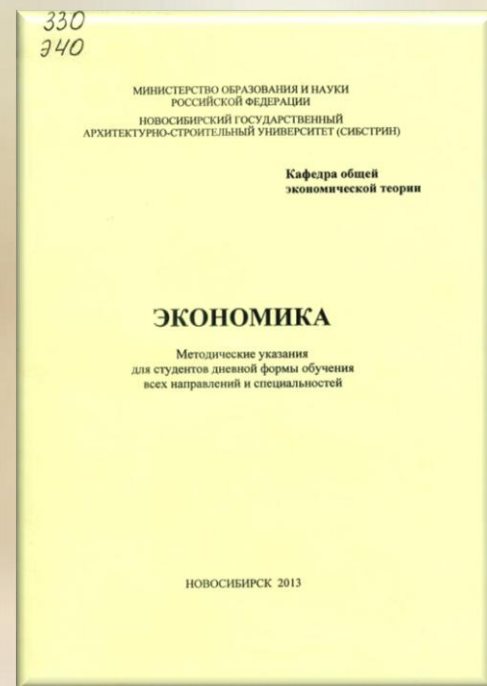 330
Э40
МИНИСТЕРСТВО ОБРАЗОВАНИЯ И НАУКИ
РОССИЙСКОЙ ФЕДЕРАЦИИ
НОВОСИБИРСКИЙ ГОСУДАРСТВЕННЫЙ
АРХИТЕКТУРНО-СТРОИТЕЛЬНЫЙ УНИВЕРСИТЕТ (СИБСТРИН)
Кафедра общей
экономической теории
ЭКОНОМИКА
Методические указания
для студентов дневной формы обучения
всех направлений и специальностей
НОВОСИБИРСК 2013